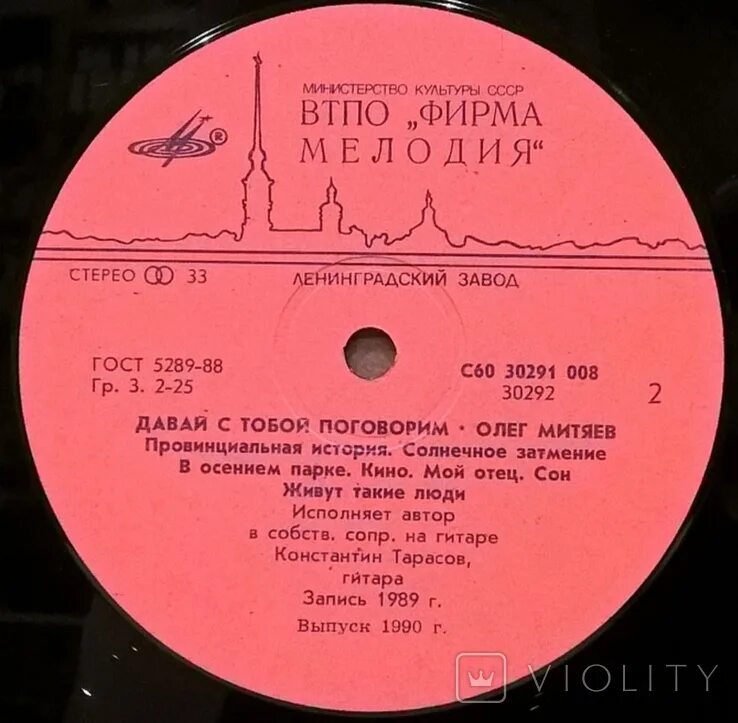 МИНИСТЕРСТВО КУЛЬТУРЫ СССР
ВТПО „ФИРМА
МЕЛОДИЯ“
®
СТЕРЕО 33
ЛЕНИНГРАДСКИЙ ЗАВОД
ГОСТ 5289-88
Гр. 3. 2-25
С60 30291 008
30292
2
ДАВАЙ С ТОБОЙ ПОГОВОРИМ · ОЛЕГ МИТЯЕВ
Провинциальная история. Солнечное затмение
В осеннем парке. Кино. Мой отец. Сон
Живут такие люди
Исполняет автор
в собств. сопр. на гитаре
Константин Тарасов,
гитара
Запись 1989 г.
Выпуск 1990 г.
VIOLITY